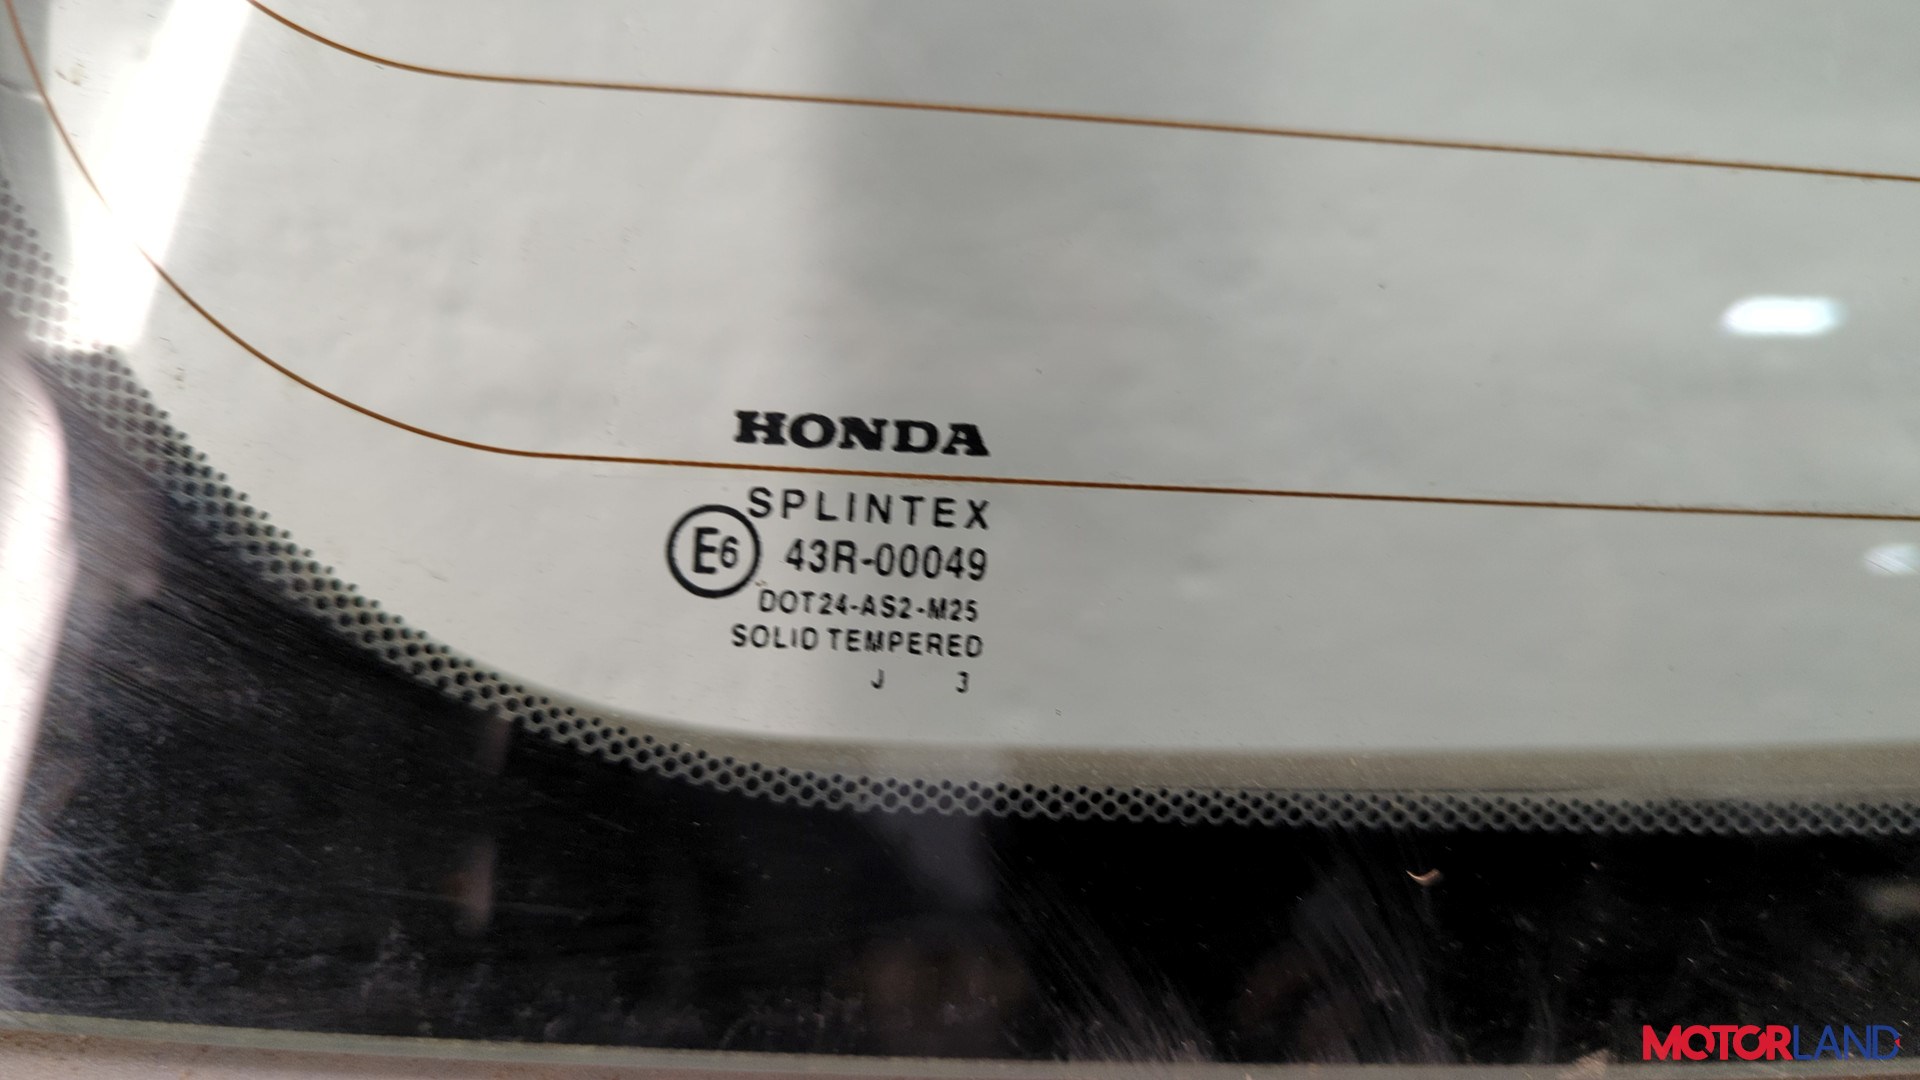 HONDA
SPLINTEX
E6 43R-00049
DOT24-AS2-M25
SOLID TEMPERED
J 3
MOTORLAND